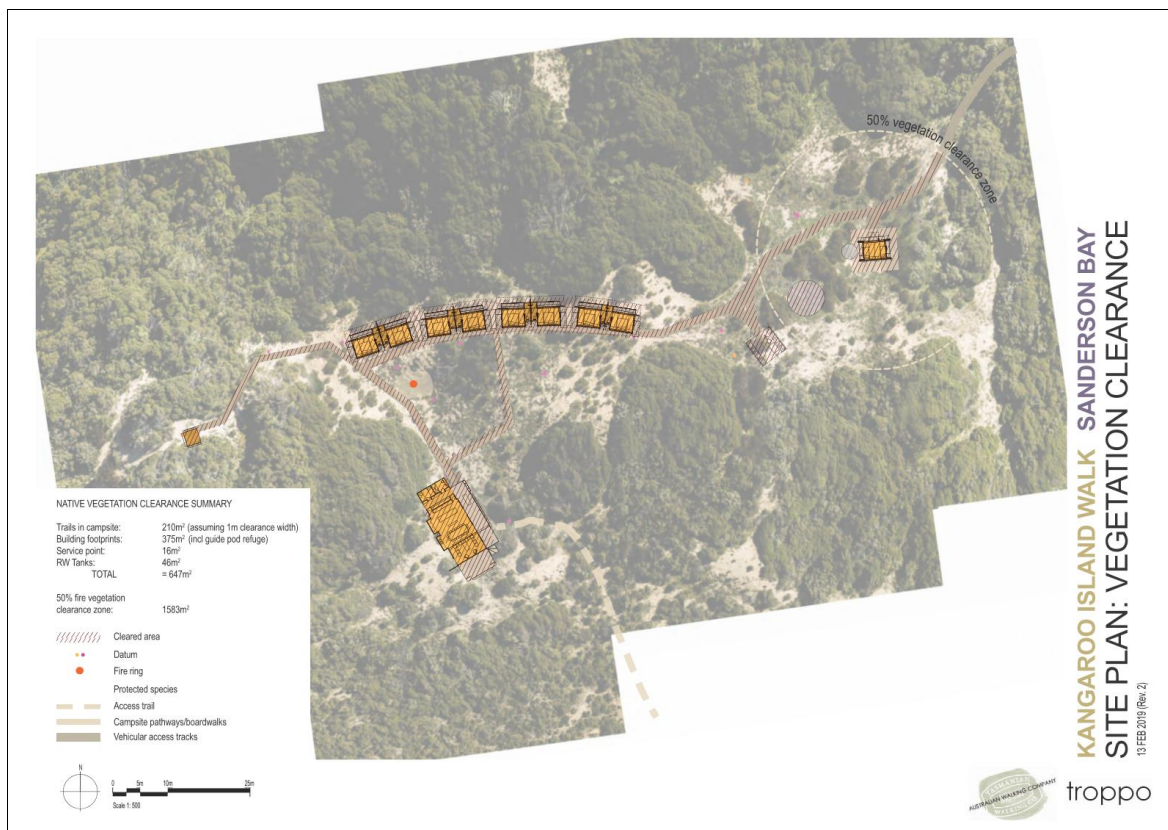 50% vegetation clearance zone
KANGAROO ISLAND WALK SANDERSON BAY
SITE PLAN: VEGETATION CLEARANCE
13 FEB 2019 (Rev. 2)
NATIVE VEGETATION CLEARANCE SUMMARY
Trails in campsite: 210m² (assuming 1m clearance width)
Building footprints: 375m² (incl guide pod refuge)
Service point: 16m²
RW Tanks: 46m²
TOTAL = 647m²
50% fire vegetation
clearance zone: 1583m²
Cleared area
Datum
Fire ring
Protected species
Access trail
Campsite pathways/boardwalks
Vehicular access tracks
N
0 5m 10m 25m
Scale 1: 500
AUSTRALIAN WALKING COMPANY
TASMANIAN
troppo